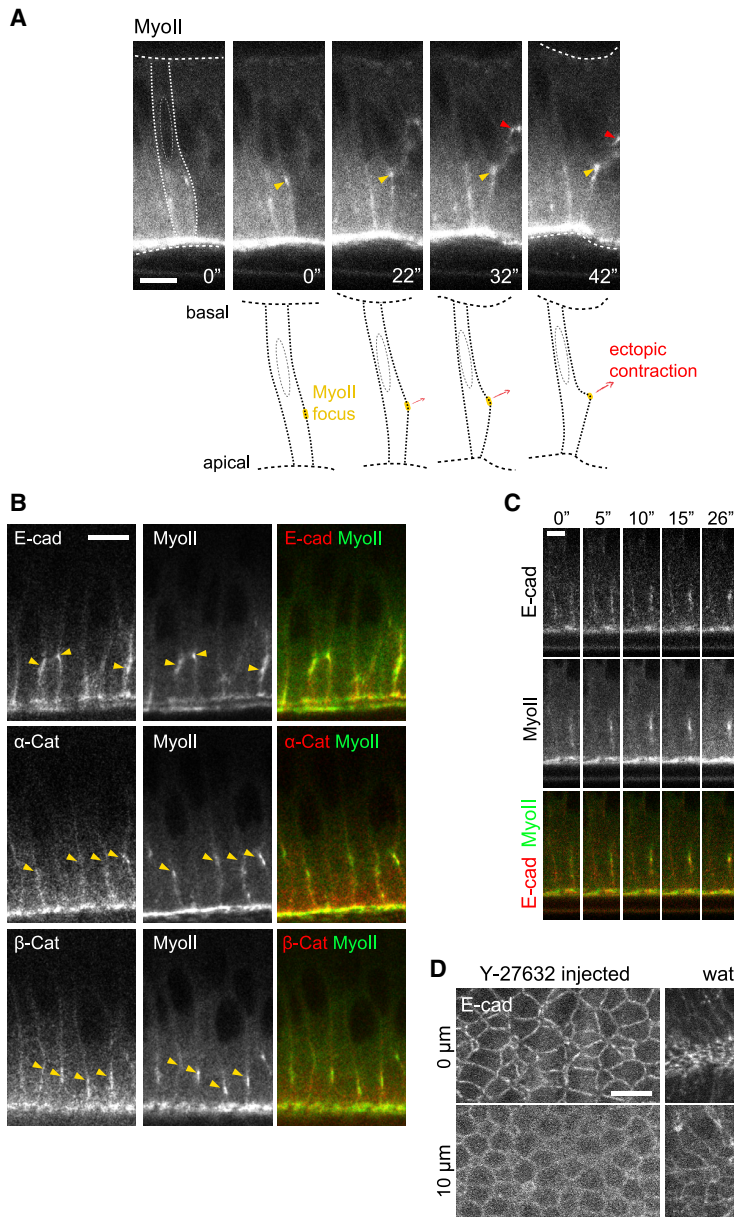 A
MyoII
0” 0” 22” 32” 42”
basal
MyoII
focus
ectopic
contraction
apical
B
E-cad MyoII E-cad MyoII
α-Cat MyoII α-Cat MyoII
β-Cat MyoII β-Cat MyoII
C
0” 5” 10” 15” 26”
E-cad
MyoII
E-cad MyoII
D
Y-27632 injected wat
E-cad
0 μm
10 μm